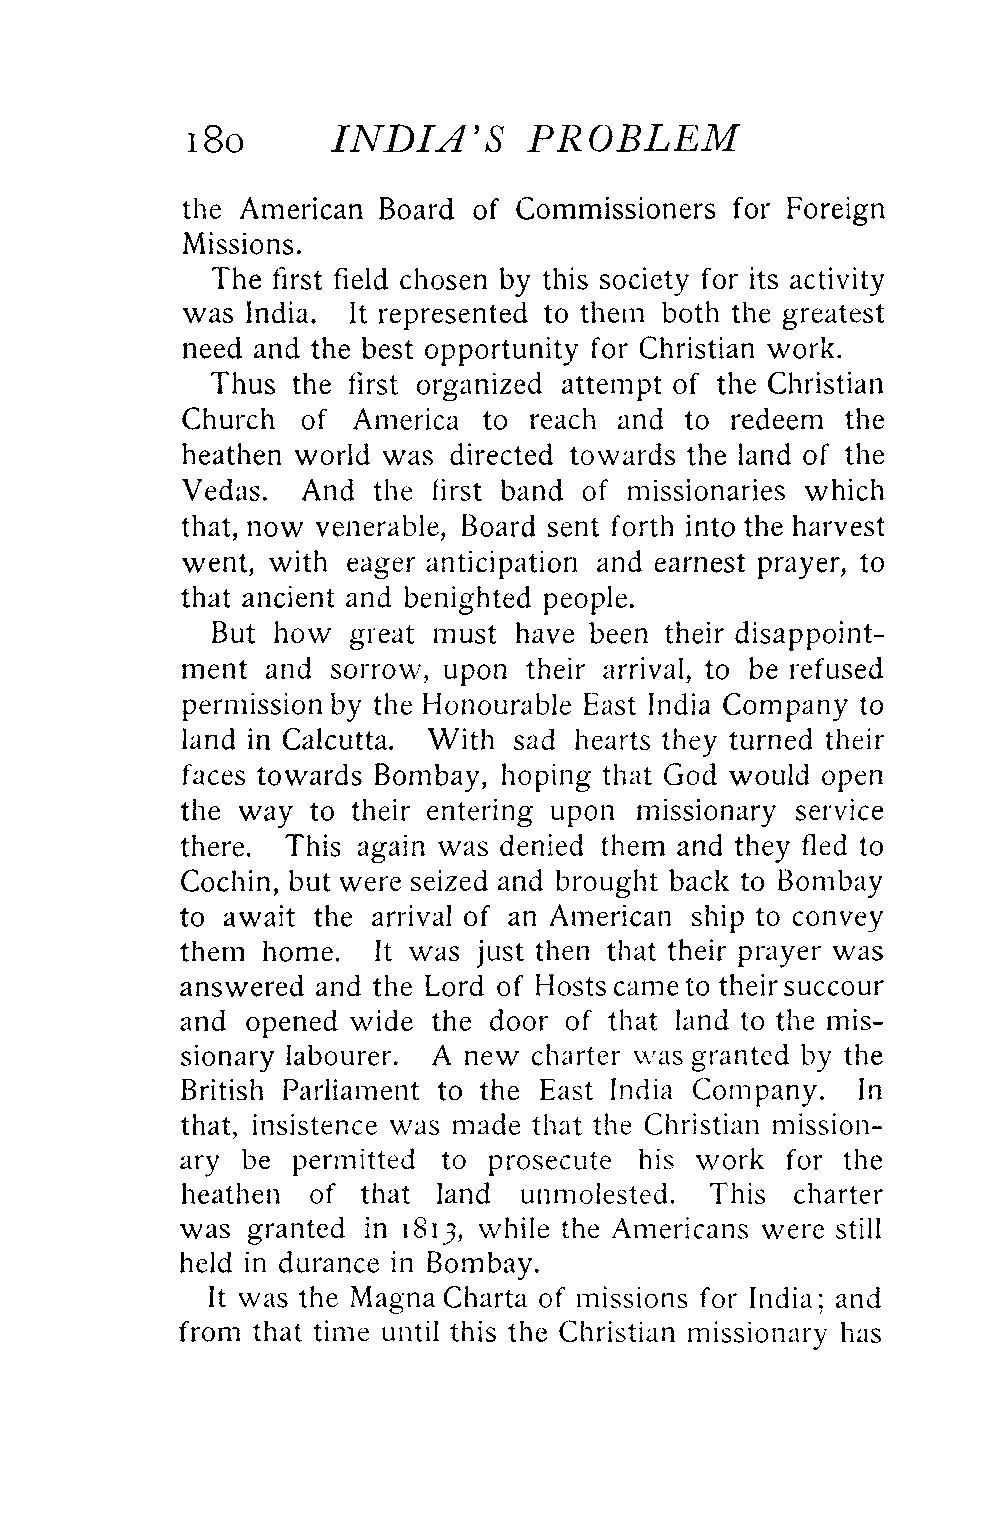 180 INDIA'S PROBLEM
the American Board of Commissioners for Foreign
Missions.
The first field chosen by this society for its activity
was India. It represented to them both the greatest
need and the best opportunity for Christian work.
Thus the first organized attempt of the Christian
Church of America to reach and to redeem the
heathen world was directed towards the land of the
Vedas. And the first band of missionaries which
that, now venerable, Board sent forth into the harvest
went, with eager anticipation and earnest prayer, to
that ancient and benighted people.
But how great must have been their disappoint-
ment and sorrow, upon their arrival, to be refused
permission by the Honourable East India Company to
land in Calcutta. With sad hearts they turned their
faces towards Bombay, hoping that God would open
the way to their entering upon missionary service
there. This again was denied them and they fled to
Cochin, but were seized and brought back to Bombay
to await the arrival of an American ship to convey
them home. It was just then that their prayer was
answered and the Lord of Hosts came to their succour
and opened wide the door of that land to the mis-
sionary labourer. A new charter was granted by the
British Parliament to the East India Company. In
that, insistence was made that the Christian mission-
ary be permitted to prosecute his work for the
heathen of that land unmolested. This charter
was granted in 1813, while the Americans were still
held in durance in Bombay.
It was the Magna Charta of missions for India; and
from that time until this the Christian missionary has